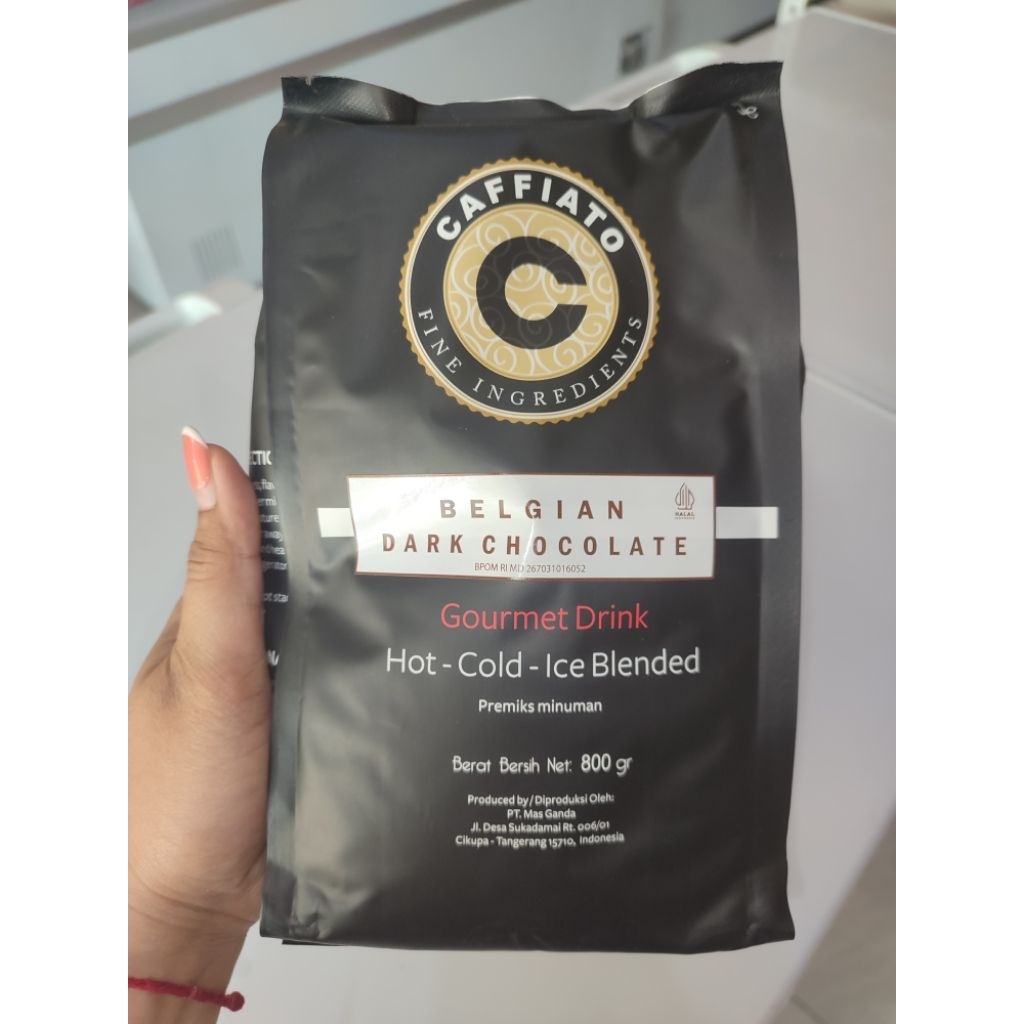 CAFFIATO
C
FINE INGREDIENTS
BELGIAN
DARK CHOCOLATE
HALAL
BPOM RI MD 267031016052
Gourmet Drink
Hot - Cold - Ice Blended
Premiks minuman
Berat Bersih Net: 800 gr
Produced by / Diproduksi Oleh:
PT. Mas Ganda
Jl. Desa Sukadamai Rt. 006/01
Cikupa - Tangerang 15710, Indonesia